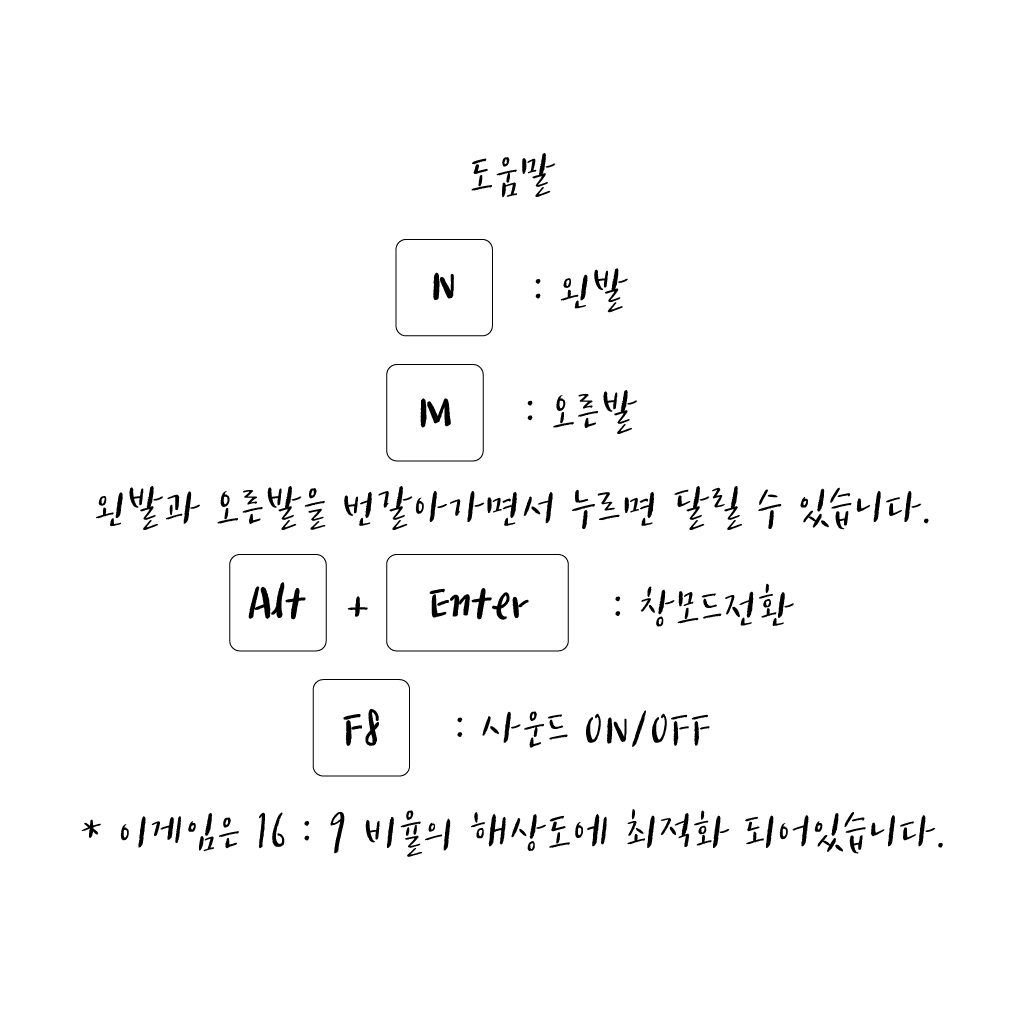 도움말
N : 왼발
M : 오른발
왼발과 오른발을 번갈아가면서 누르면 달릴 수 있습니다.
Alt + Enter : 창모드전환
F8 : 사운드 ON/OFF
* 이게임은 16 : 9 비율의 해상도에 최적화 되어있습니다.